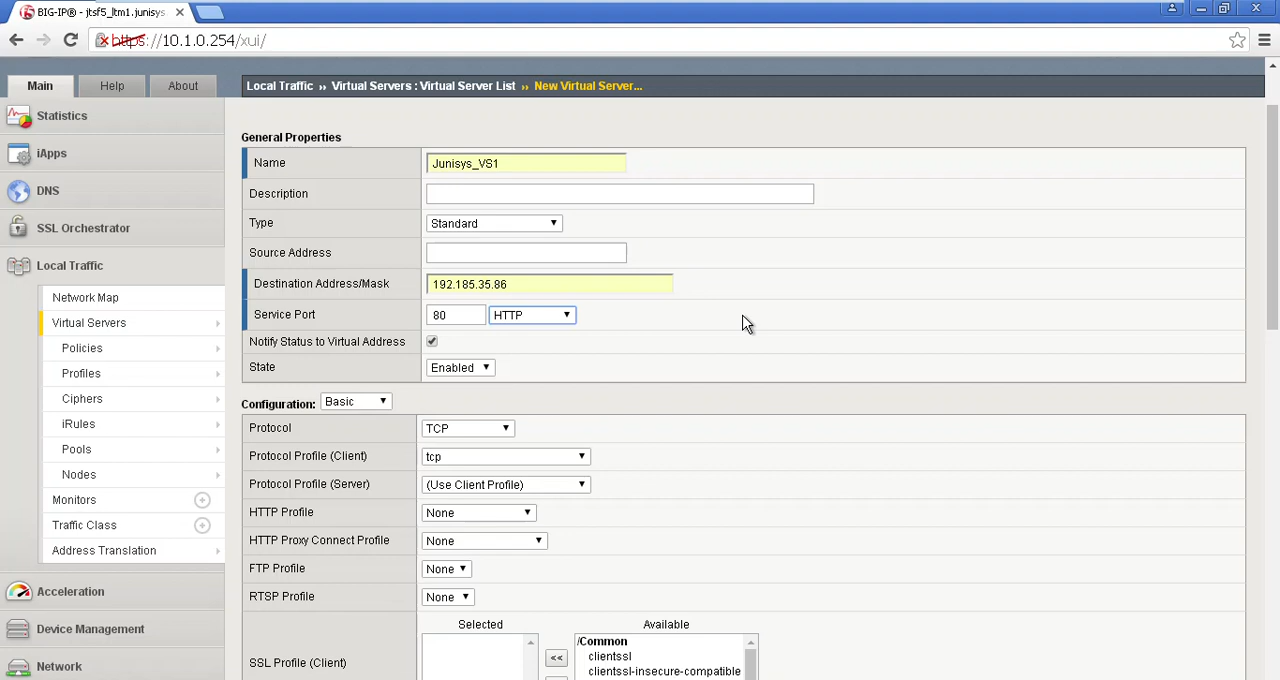 BIG-IP® - jtsf5_ltm1.junisys
https://10.1.0.254/xui/
Main
Help
About
Local Traffic » Virtual Servers : Virtual Server List » New Virtual Server...
Statistics
iApps
DNS
SSL Orchestrator
Local Traffic
Network Map
Virtual Servers
Policies
Profiles
Ciphers
iRules
Pools
Nodes
Monitors
Traffic Class
Address Translation
Acceleration
Device Management
Network
General Properties
Name Junisys_VS1
Description
Type Standard
Source Address
Destination Address/Mask 192.185.35.86
Service Port 80 HTTP
Notify Status to Virtual Address
State Enabled
Configuration: Basic
Protocol TCP
Protocol Profile (Client) tcp
Protocol Profile (Server) (Use Client Profile)
HTTP Profile None
HTTP Proxy Connect Profile None
FTP Profile None
RTSP Profile None
Selected Available
/Common
clientssl
SSL Profile (Client) <<
clientssl-insecure-compatible